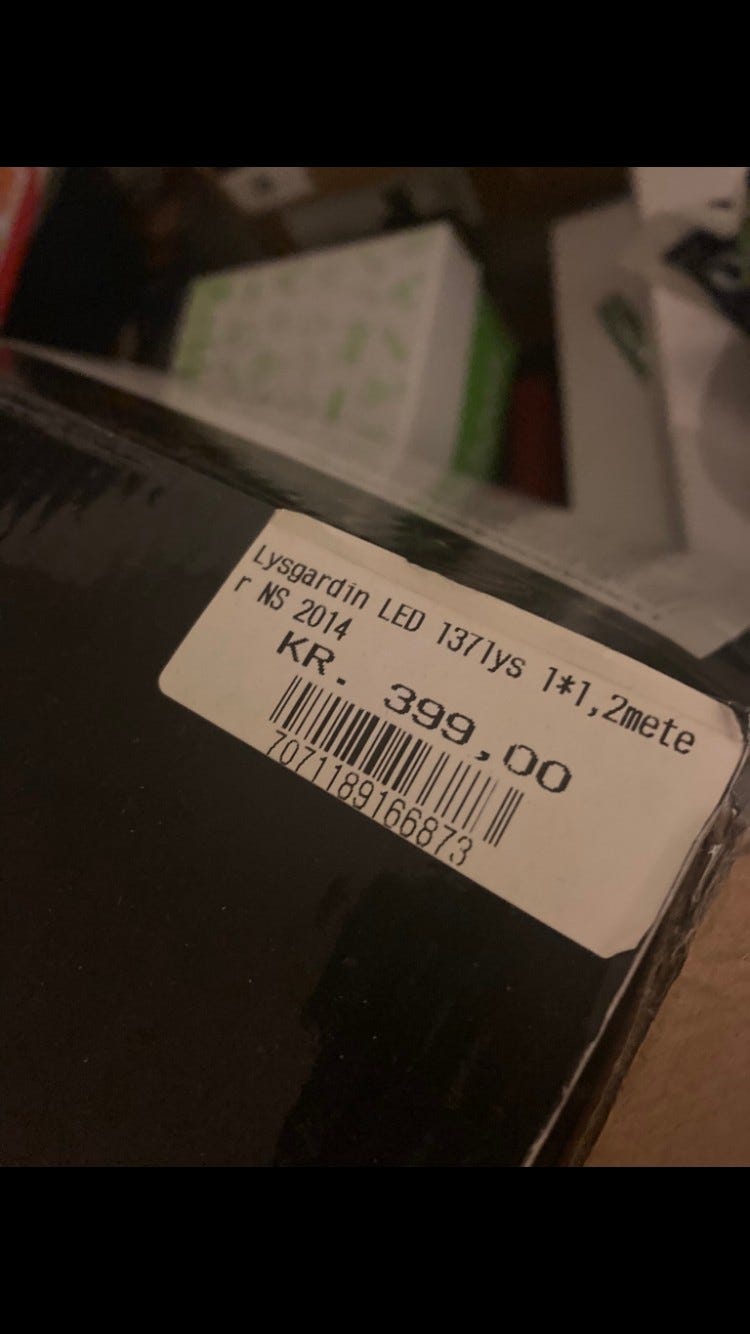 Lysgardin LED 137lys 1*1,2mete
r NS 2014
KR. 399,00
7071189166873